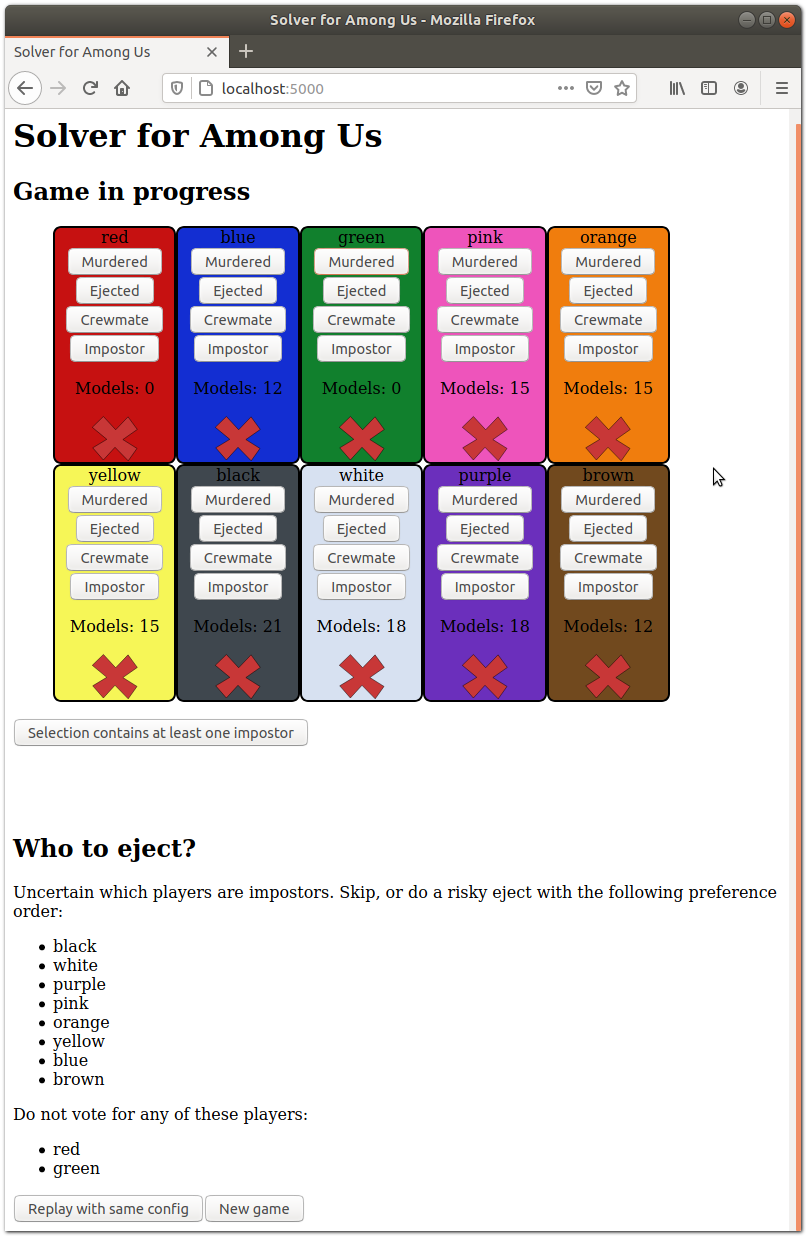 Solver for Among Us - Mozilla Firefox
Solver for Among Us
localhost:5000
Solver for Among Us
Game in progress
red blue green pink orange
Murdered Murdered Murdered Murdered Murdered
Ejected Ejected Ejected Ejected Ejected
Crewmate Crewmate Crewmate Crewmate Crewmate
Impostor Impostor Impostor Impostor Impostor
Models: 0 Models: 12 Models: 0 Models: 15 Models: 15
yellow black white purple brown
Murdered Murdered Murdered Murdered Murdered
Ejected Ejected Ejected Ejected Ejected
Crewmate Crewmate Crewmate Crewmate Crewmate
Impostor Impostor Impostor Impostor Impostor
Models: 15 Models: 21 Models: 18 Models: 18 Models: 12
Selection contains at least one impostor
Who to eject?
Uncertain which players are impostors. Skip, or do a risky eject with the following preference
order:
• black
• white
• purple
• pink
• orange
• yellow
• blue
• brown
Do not vote for any of these players:
• red
• green
Replay with same config New game